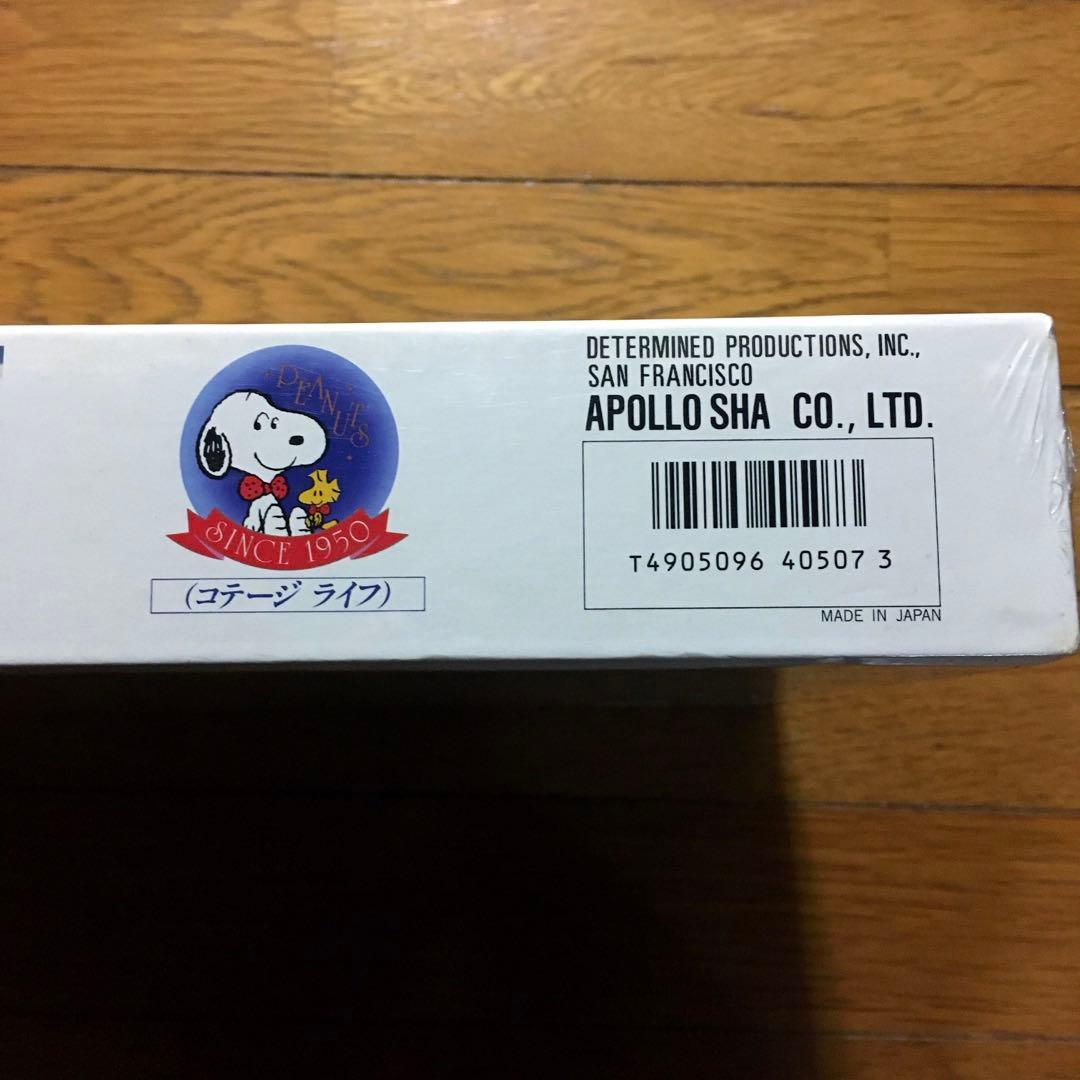 PEANUTS
SINCE 1950
(コテージ ライフ)
DETERMINED PRODUCTIONS, INC.,
SAN FRANCISCO
APOLLO SHA CO., LTD.
T4905096 40507 3
MADE IN JAPAN